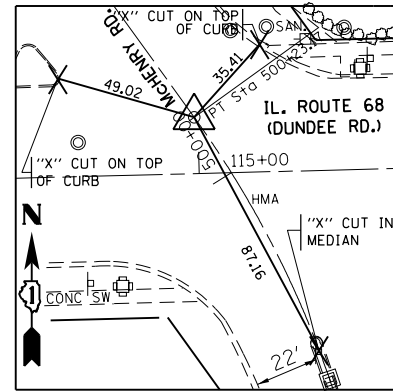 "X" CUT ON TOP
OF CURB
SAN.
McHENRY RD.
49.02
35.41
PT Sta 500+23.
IL. ROUTE 68
(DUNDEE RD.)
500+00
115+00
"X" CUT ON TOP
OF CURB
HMA
"X" CUT IN
MEDIAN
N
87.16
1
CONC SW
22'